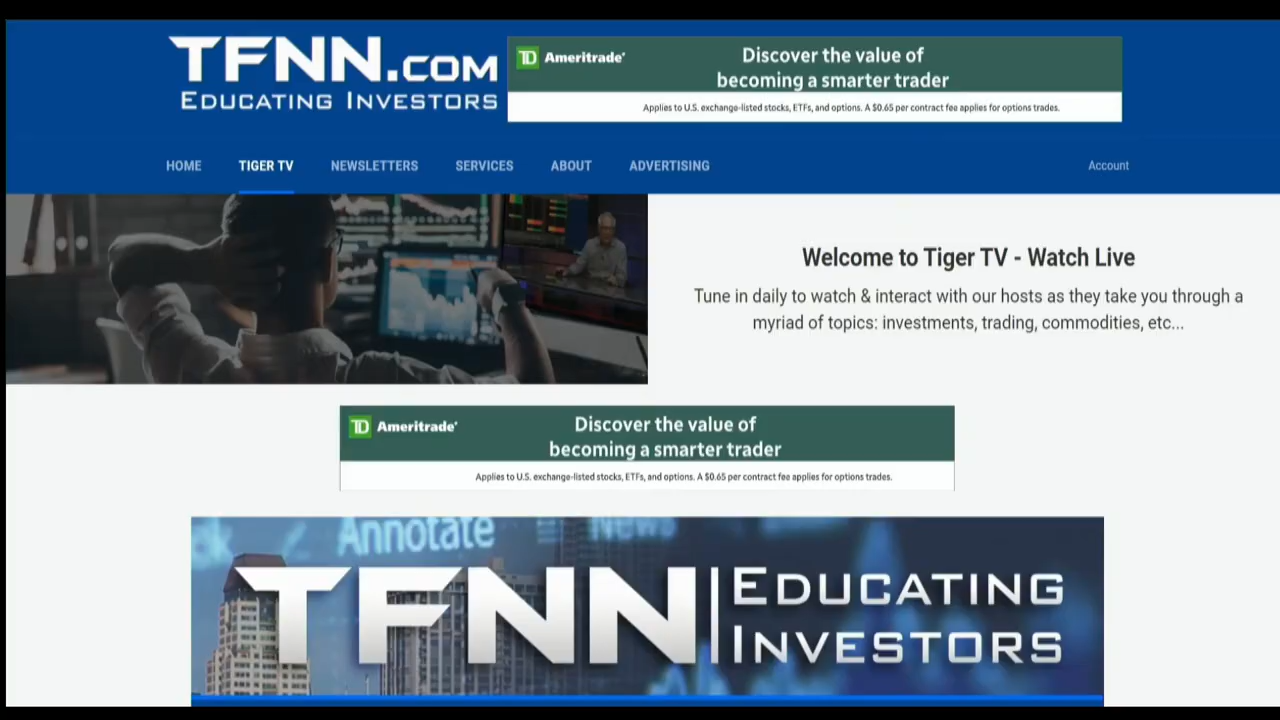 TFNN.COM
EDUCATING INVESTORS
TD Ameritrade
Discover the value of
becoming a smarter trader
Applies to U.S. exchange-listed stocks, ETFs, and options. A $0.65 per contract fee applies for options trades.
HOME TIGER TV NEWSLETTERS SERVICES ABOUT ADVERTISING Account
Welcome to Tiger TV - Watch Live
Tune in daily to watch & interact with our hosts as they take you through a
myriad of topics: investments, trading, commodities, etc...
TD Ameritrade
Discover the value of
becoming a smarter trader
Applies to U.S. exchange-listed stocks, ETFs, and options. A $0.65 per contract fee applies for options trades.
Annotate News
TFNN
EDUCATING
INVESTORS